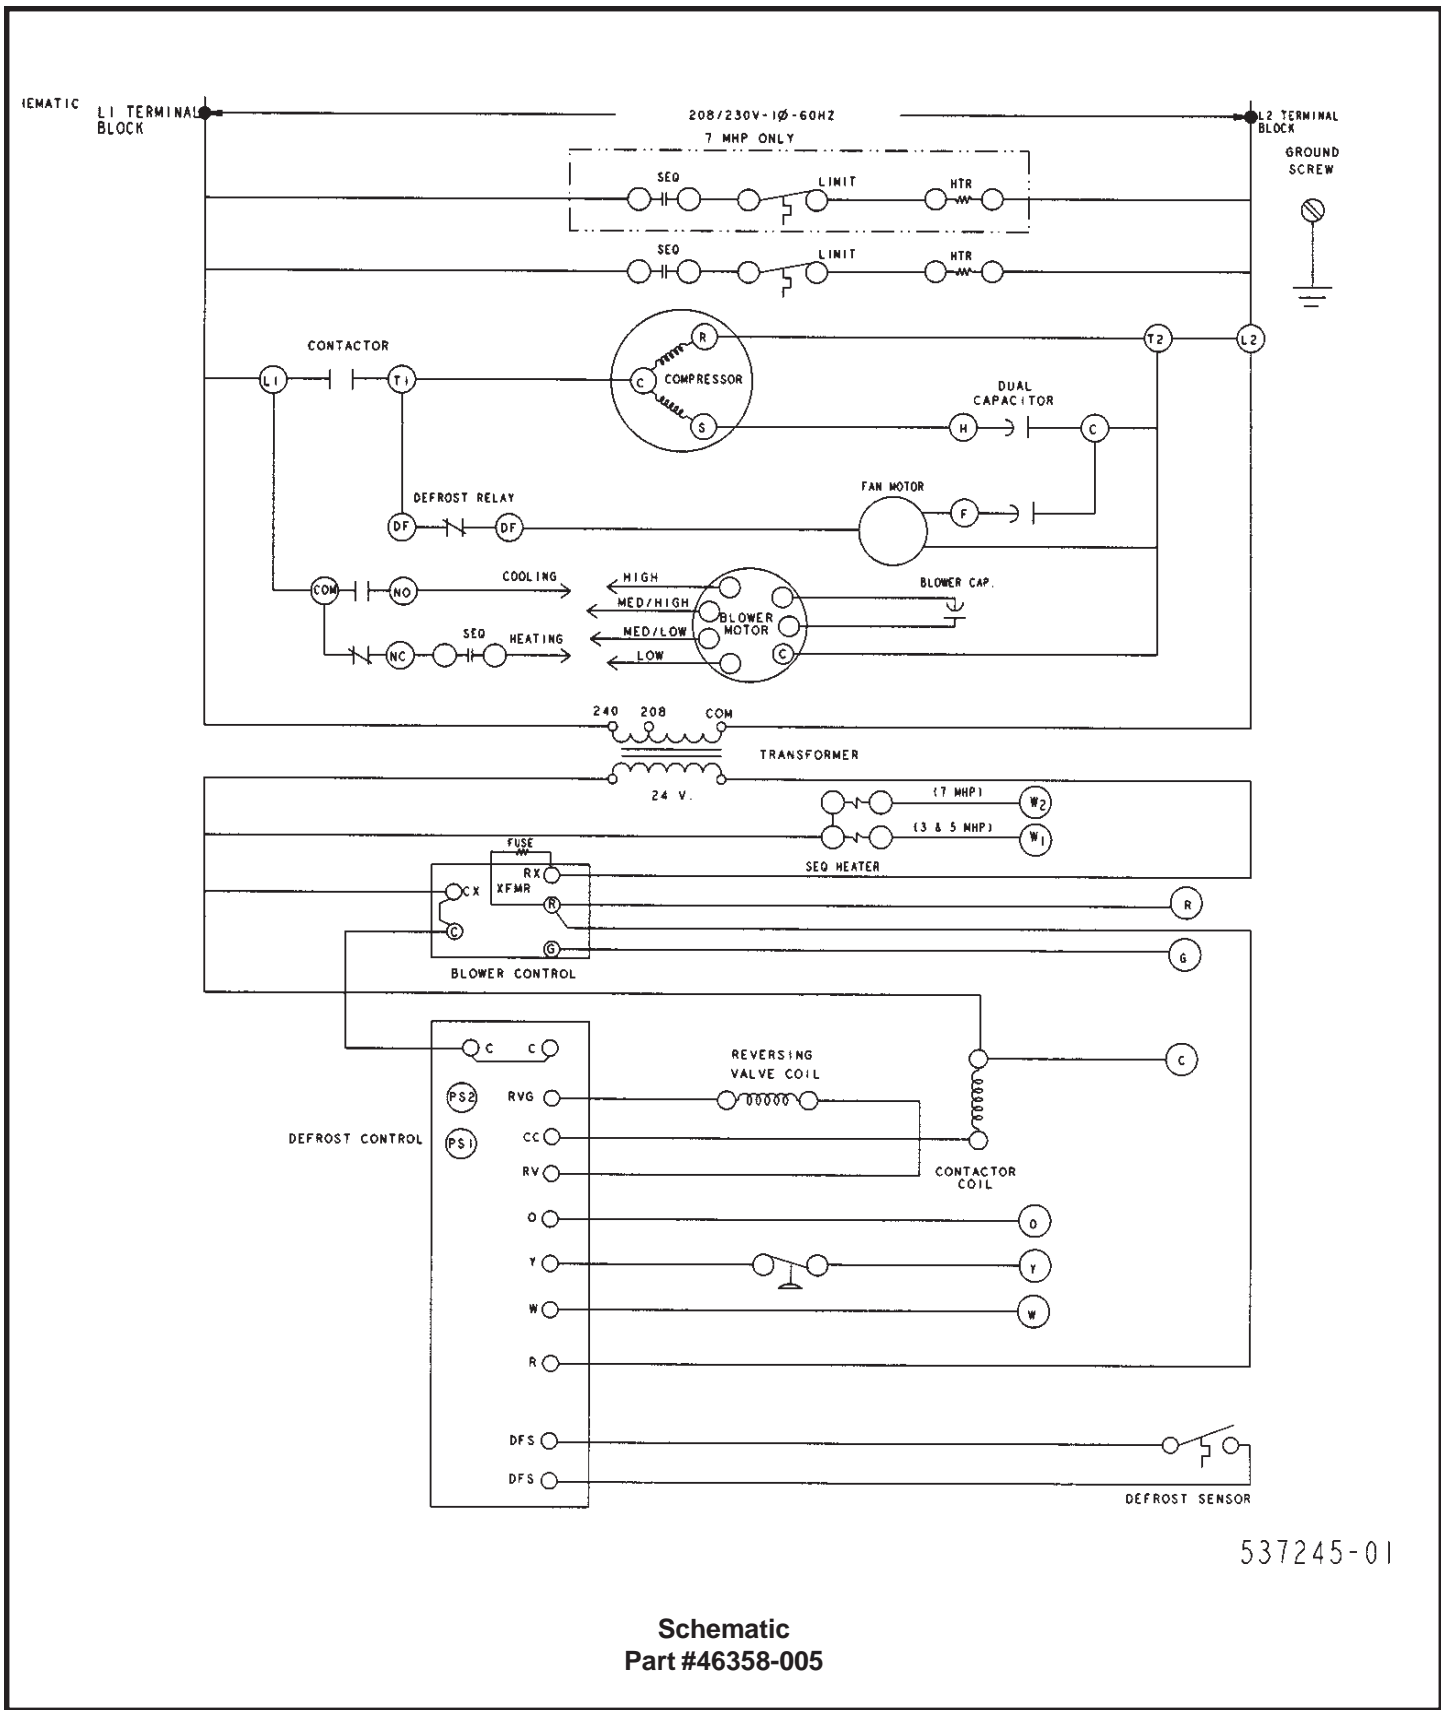 IEMATIC
L1 TERMINAL
BLOCK
208/230V-1Ø-60HZ
L2 TERMINAL
BLOCK
7 MHP ONLY
GROUND
SCREW
SEQ
LIMIT
HTR
SEQ
LIMIT
HTR
R
T2
L2
CONTACTOR
L1
T1
C
COMPRESSOR
DUAL
CAPACITOR
S
H
C
DEFROST RELAY
FAN MOTOR
F
DF
DF
COOLING
HIGH
BLOWER CAP.
COM
NO
MED/HIGH
BLOWER
MOTOR
SEQ
HEATING
MED/LOW
NC
LOW
C
240
208
COM
TRANSFORMER
24 V.
(7 MHP)
W2
(3 & 5 MHP)
W1
FUSE
SEQ HEATER
RX
CX
XFMR
R
R
C
G
G
BLOWER CONTROL
C
C
REVERSING
VALVE COIL
C
PS2
RVG
DEFROST CONTROL
PS1
CC
RV
CONTACTOR
COIL
O
O
Y
Y
W
W
R
DFS
DFS
DEFROST SENSOR
537245-01
Schematic
Part #46358-005